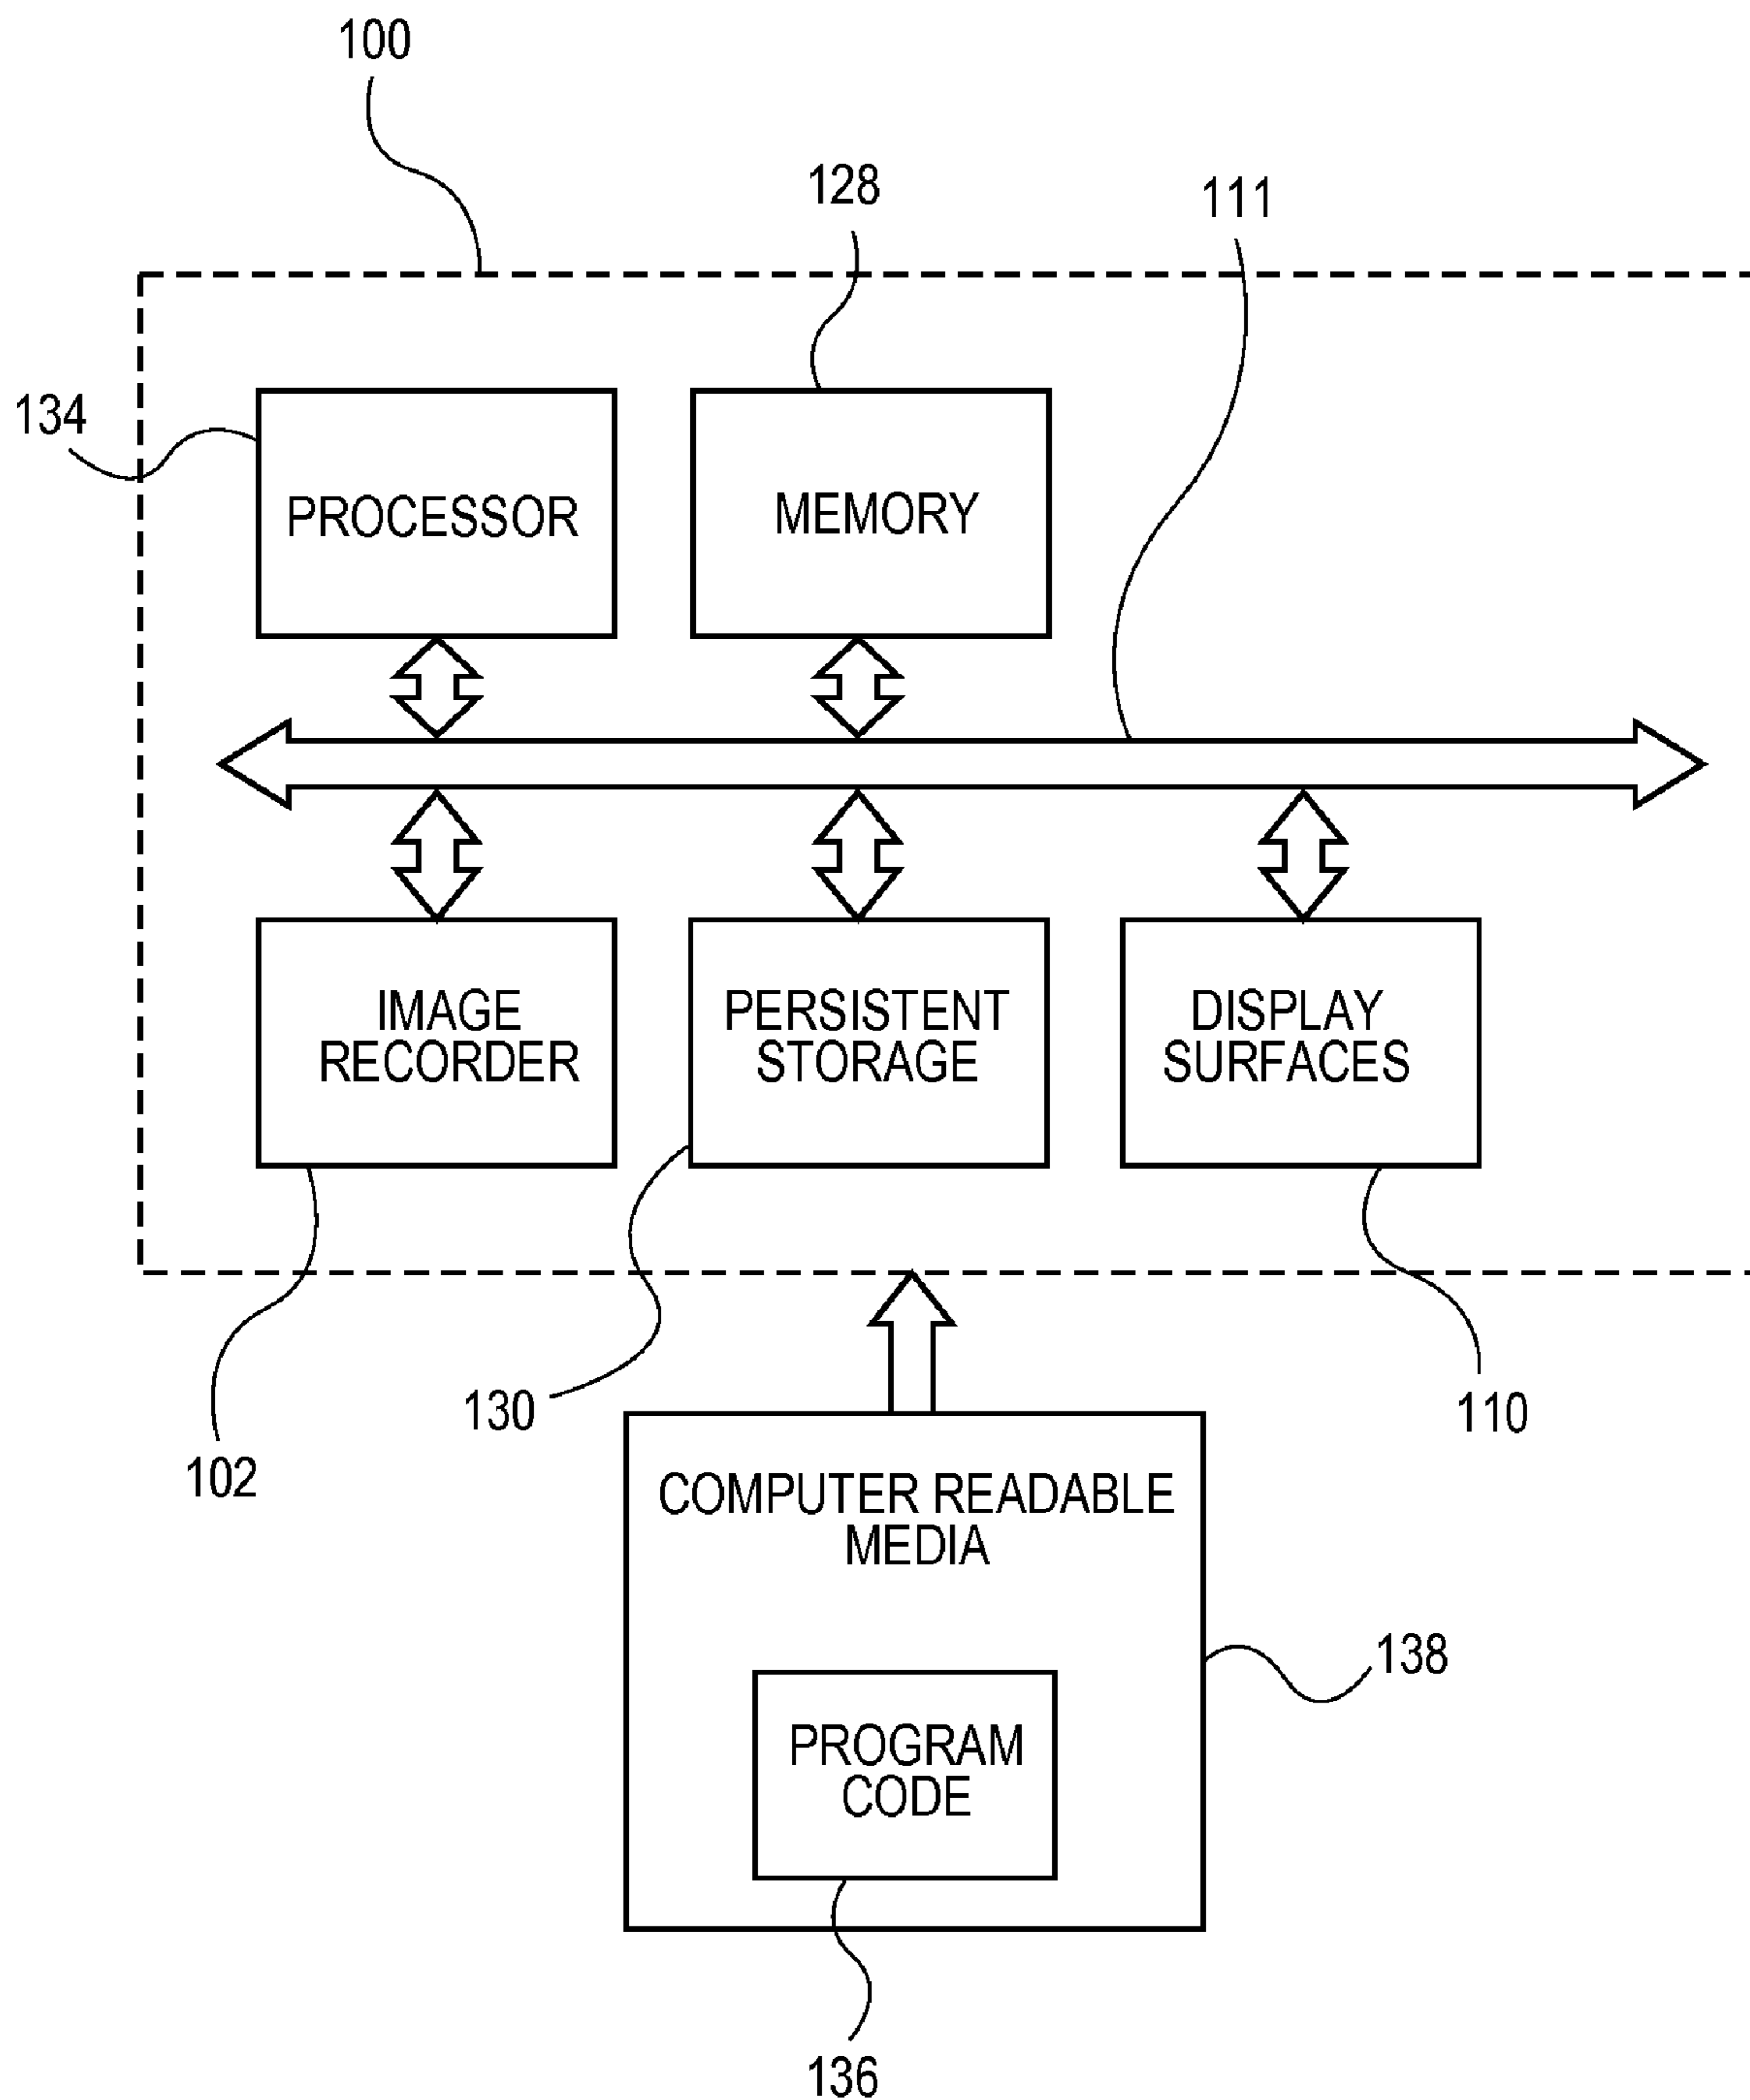 100
128
111
134
PROCESSOR
MEMORY
IMAGE
RECORDER
PERSISTENT
STORAGE
DISPLAY
SURFACES
102
130
110
COMPUTER READABLE
MEDIA
138
PROGRAM
CODE
136